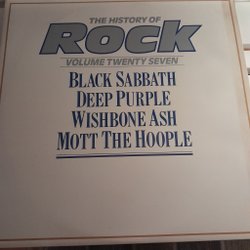 THE HISTORY OF
Rock
VOLUME TWENTY SEVEN
BLACK SABBATH
DEEP PURPLE
WISHBONE ASH
MOTT THE HOOPLE